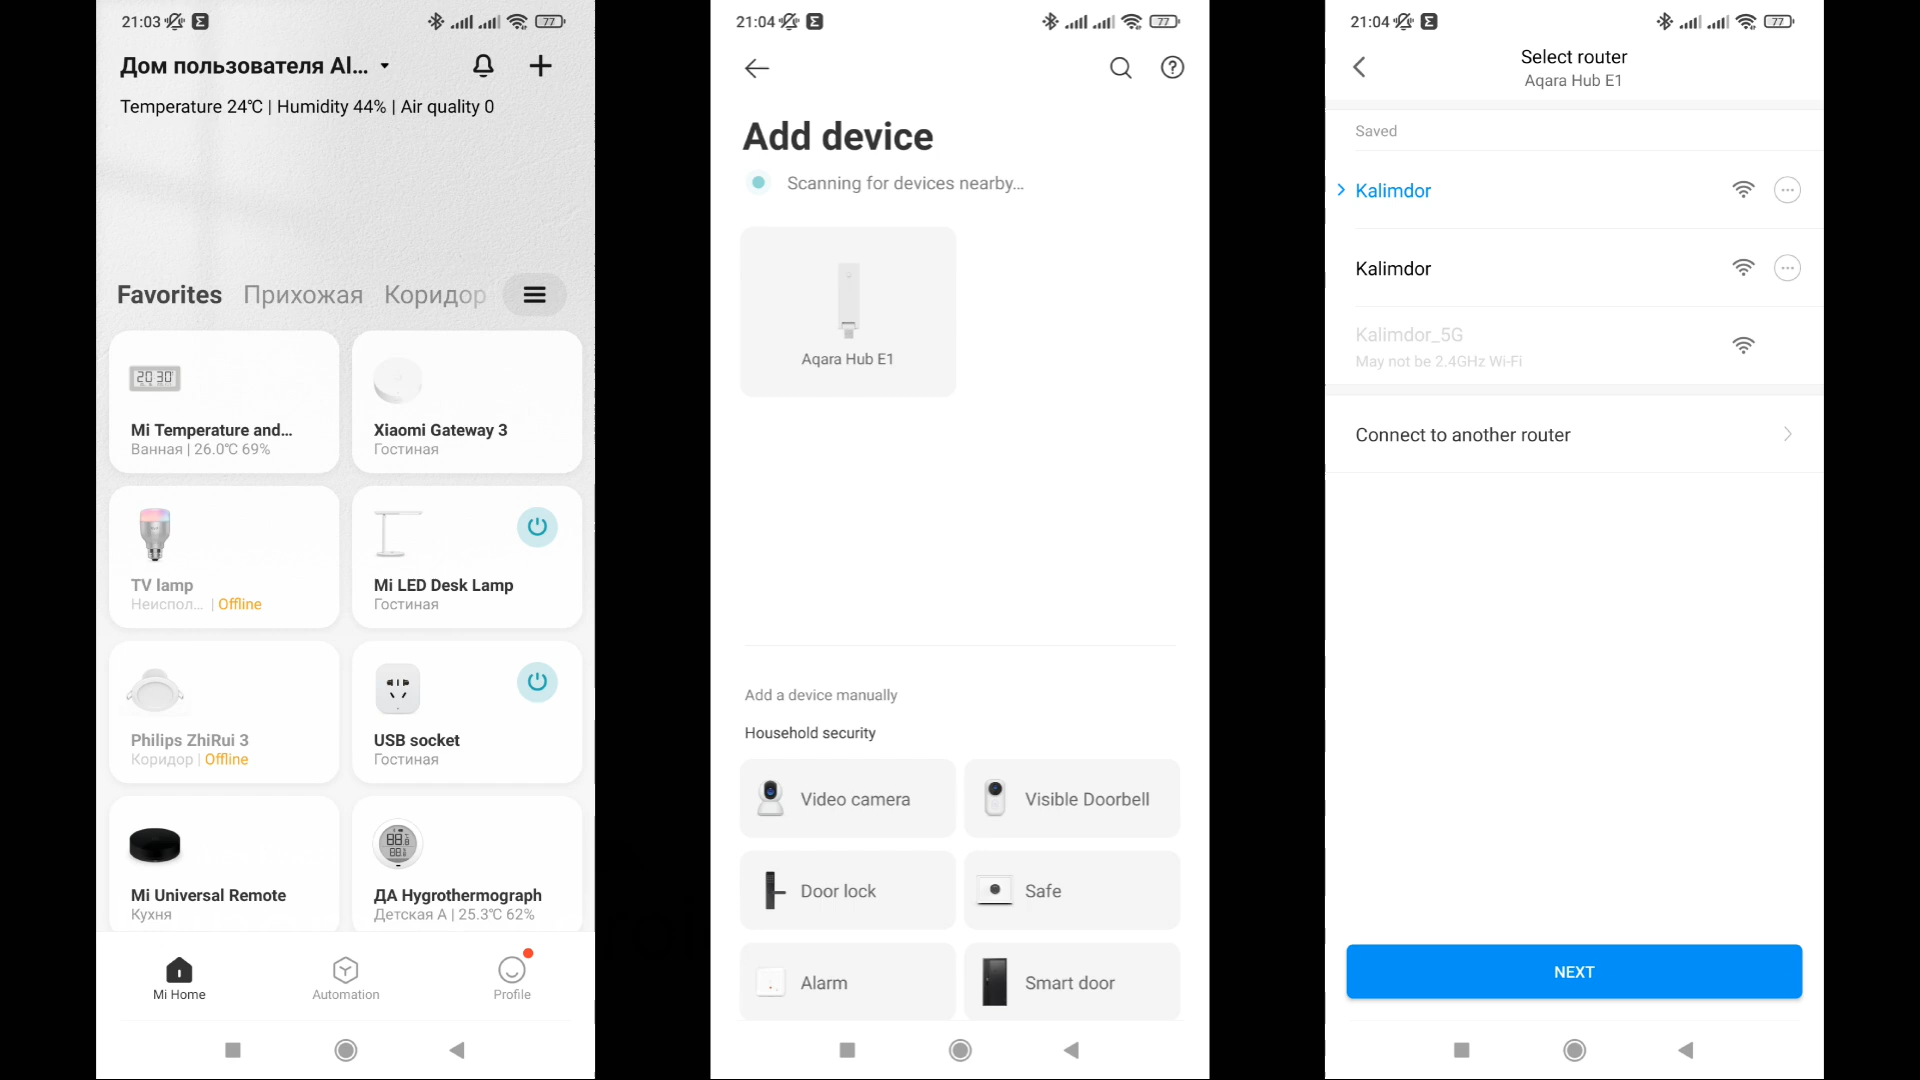 21:03
77
Дом пользователя Al...
Temperature 24℃ | Humidity 44% | Air quality 0
Favorites Прихожая Коридор
20 30
Mi Temperature and...
Ванная | 26.0℃ 69%
Xiaomi Gateway 3
Гостиная
TV lamp
Неиспол... | Offline
Mi LED Desk Lamp
Гостиная
Philips ZhiRui 3
Коридор | Offline
USB socket
Гостиная
Mi Universal Remote
Кухня
ДА Hygrothermograph
Детская А | 25.3℃ 62%
Mi Home
Automation
Profile
21:04
77
Add device
Scanning for devices nearby...
Aqara Hub E1
Add a device manually
Household security
Video camera
Visible Doorbell
Door lock
Safe
Alarm
Smart door
21:04
77
Select router
Aqara Hub E1
Saved
Kalimdor
Kalimdor
Kalimdor_5G
May not be 2.4GHz Wi-Fi
Connect to another router
NEXT